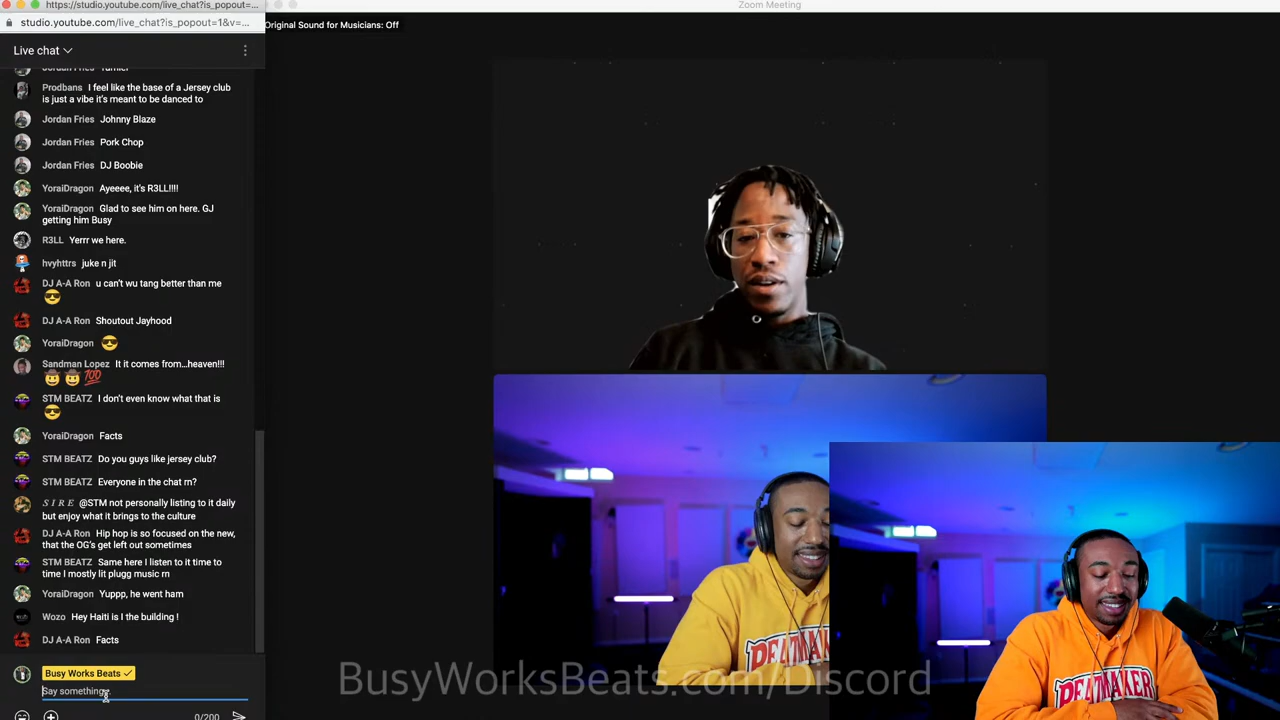 https://studio.youtube.com/live_chat?is_popout=...
Zoom Meeting
studio.youtube.com/live_chat?is_popout=1&v=...
Original Sound for Musicians: Off
Live chat
Jordan Fries
Prodbans I feel like the base of a Jersey club
is just a vibe it's meant to be danced to
Jordan Fries Johnny Blaze
Jordan Fries Pork Chop
Jordan Fries DJ Boobie
YoraiDragon Ayeeee, it's R3LL!!!!
YoraiDragon Glad to see him on here. GJ
getting him Busy
R3LL Yerrr we here.
hvyhttrs juke n jit
DJ A-A Ron u can't wu tang better than me
😎
DJ A-A Ron Shoutout Jayhood
YoraiDragon 😎
Sandman Lopez It it comes from…heaven!!!
🤠 🤠 💯
STM BEATZ I don't even know what that is
😎
YoraiDragon Facts
STM BEATZ Do you guys like jersey club?
STM BEATZ Everyone in the chat rn?
S I R E @STM not personally listing to it daily
but enjoy what it brings to the culture
DJ A-A Ron Hip hop is so focused on the new,
that the OG's get left out sometimes
STM BEATZ Same here I listen to it time to
time I mostly lit plugg music rn
YoraiDragon Yuppp, he went ham
Wozo Hey Haiti is I the building !
DJ A-A Ron Facts
Busy Works Beats ✓
Say something...
0/200
BusyWorksBeats.com/Discord
BEATMAKER